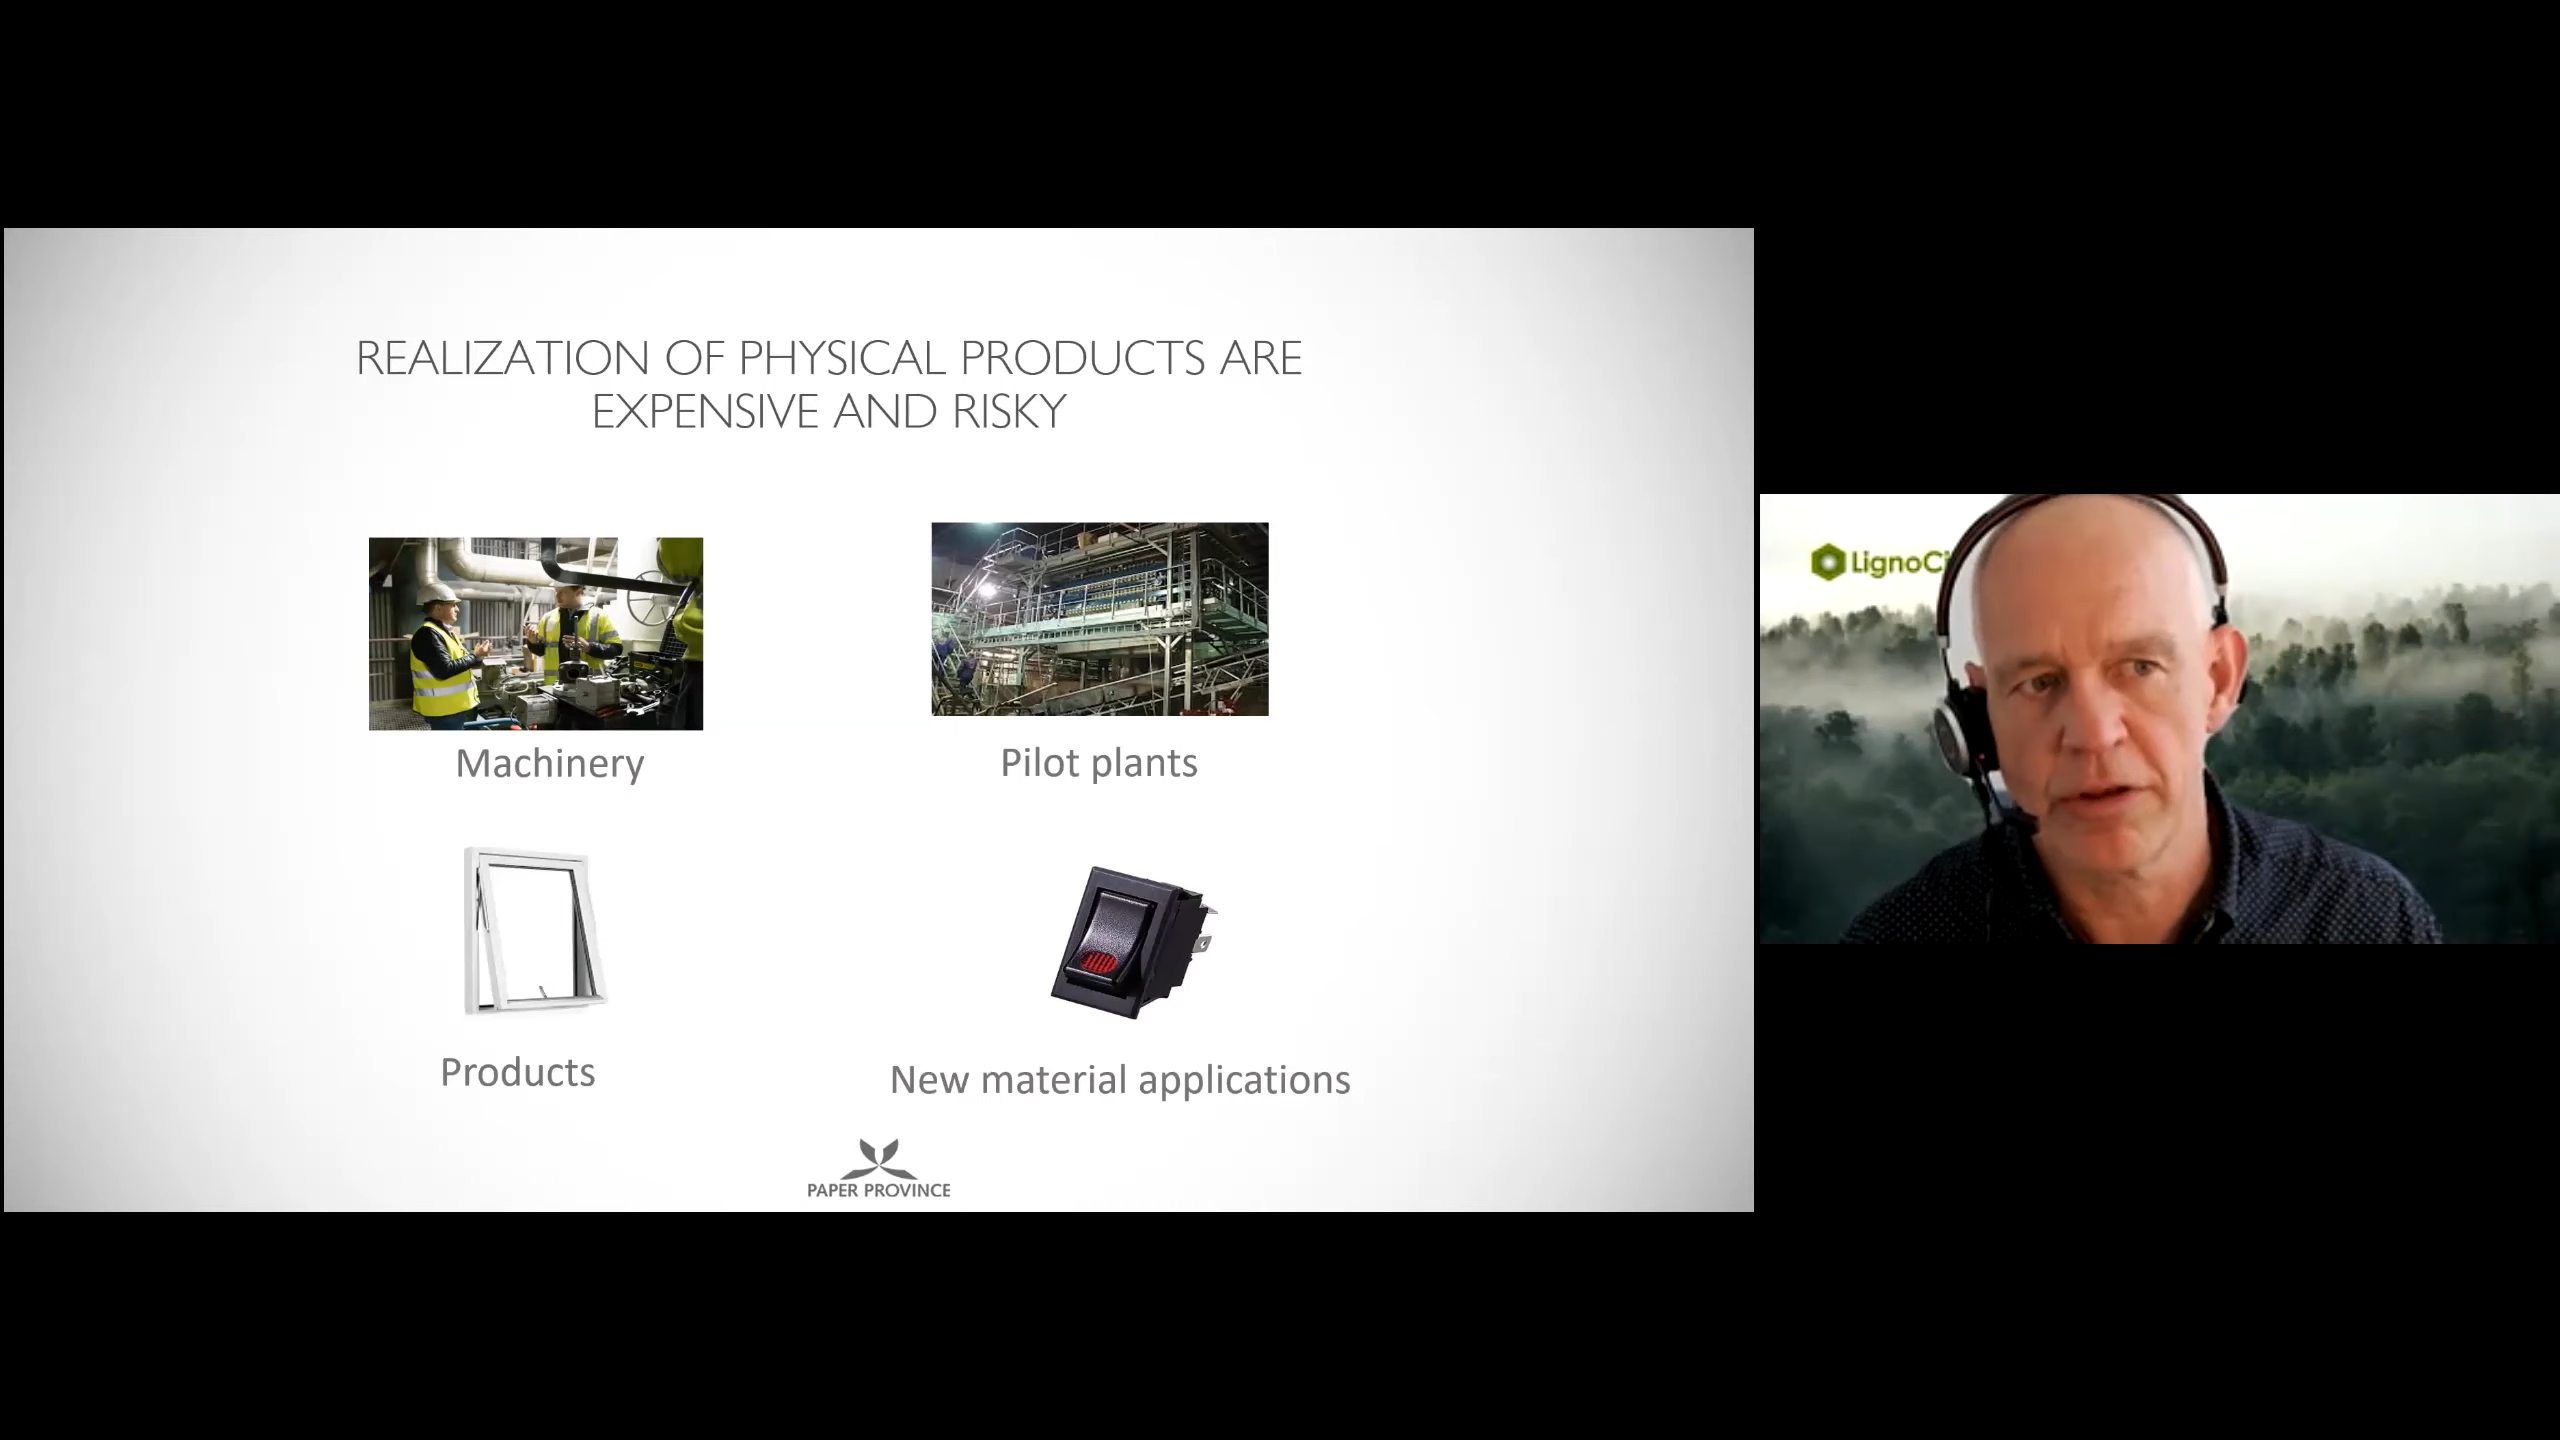 REALIZATION OF PHYSICAL PRODUCTS ARE
EXPENSIVE AND RISKY
Machinery
Pilot plants
Products
New material applications
PAPER PROVINCE
LignoCi